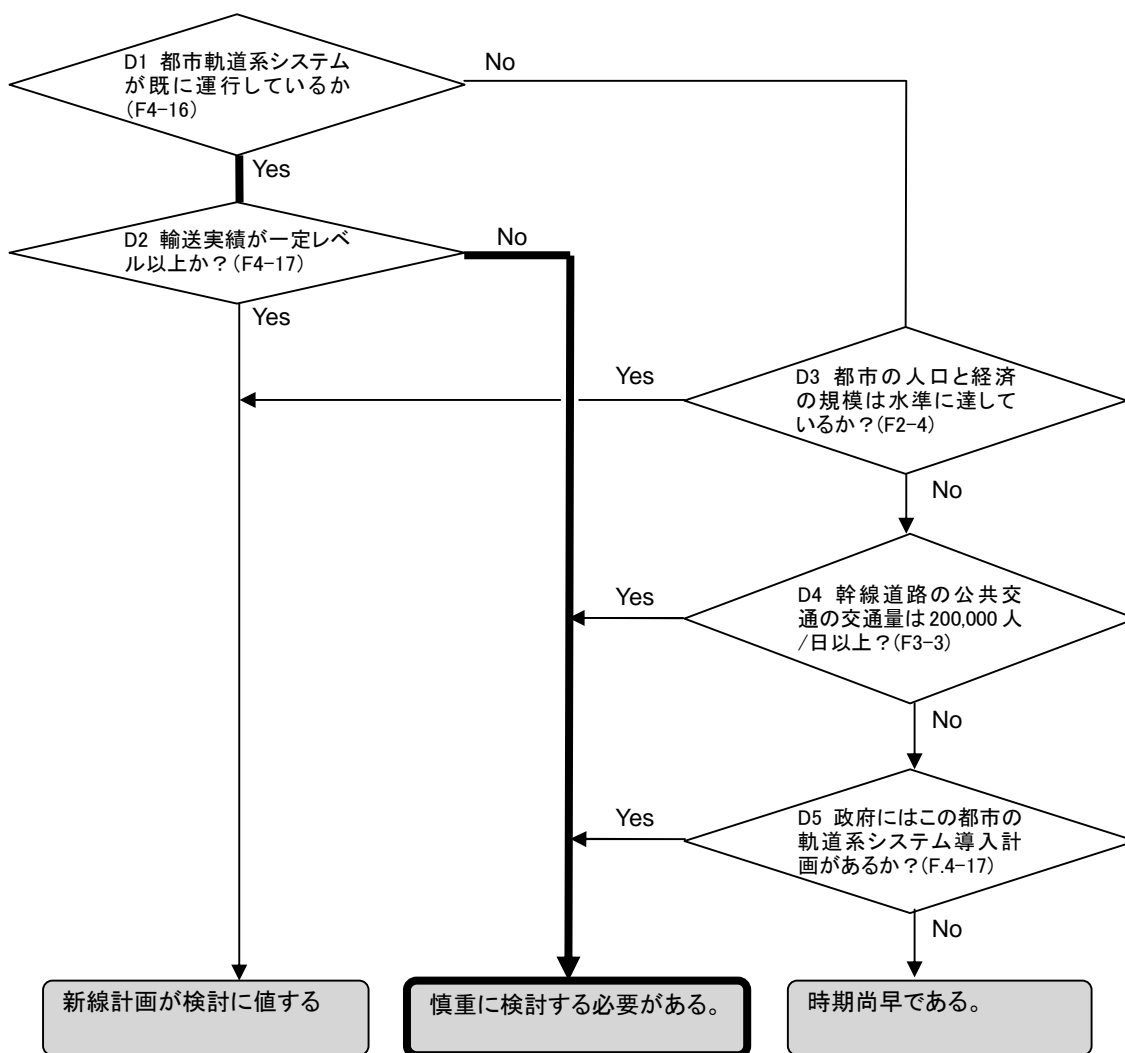 D1 都市軌道系システム
が既に運行しているか
(F4-16)
No
Yes
D2 輸送実績が一定レベ
ル以上か？(F4-17)
No
Yes
D3 都市の人口と経済
の規模は水準に達して
いるか？(F2-4)
Yes
No
D4 幹線道路の公共交
通の交通量は 200,000 人
/日以上？(F3-3)
Yes
No
D5 政府にはこの都市の
軌道系システム導入計
画があるか？(F.4-17)
Yes
No
新線計画が検討に値する
慎重に検討する必要がある。
時期尚早である。